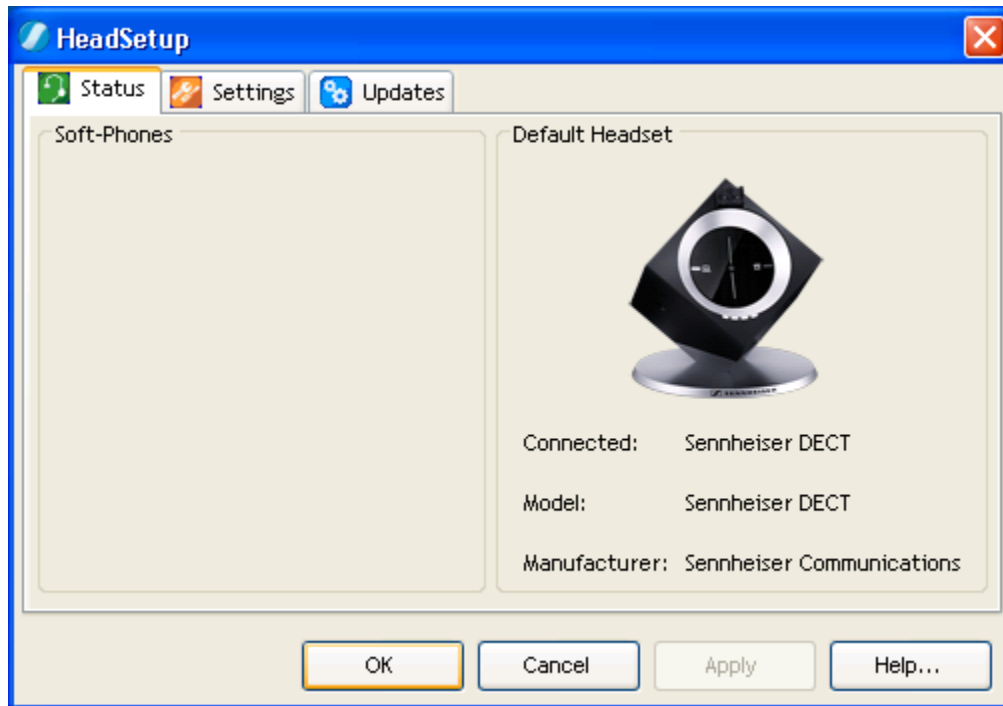 HeadSetup
Status Settings Updates
Soft-Phones
Default Headset
SENNHEISER
Connected: Sennheiser DECT
Model: Sennheiser DECT
Manufacturer: Sennheiser Communications
OK Cancel Apply Help...